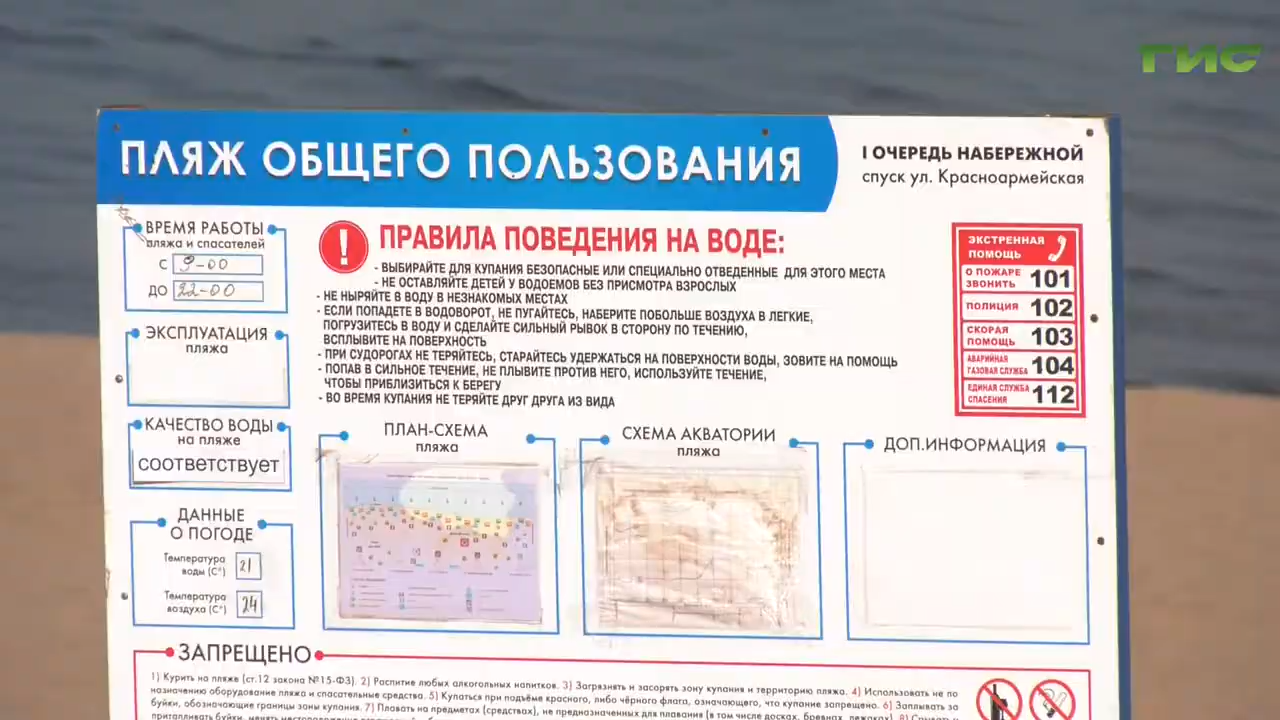 ГИС
ПЛЯЖ ОБЩЕГО ПОЛЬЗОВАНИЯ
I ОЧЕРЕДЬ НАБЕРЕЖНОЙ
спуск ул. Красноармейская
ВРЕМЯ РАБОТЫ
пляжа и спасателей
С 9-00
ДО 22-00
ЭКСПЛУАТАЦИЯ
пляжа
КАЧЕСТВО ВОДЫ
на пляже
соответствует
ДАННЫЕ
О ПОГОДЕ
Температура
воды (С°) 21
Температура
воздуха (С°) 24
! ПРАВИЛА ПОВЕДЕНИЯ НА ВОДЕ:
- ВЫБИРАЙТЕ ДЛЯ КУПАНИЯ БЕЗОПАСНЫЕ ИЛИ СПЕЦИАЛЬНО ОТВЕДЕННЫЕ ДЛЯ ЭТОГО МЕСТА
- НЕ ОСТАВЛЯЙТЕ ДЕТЕЙ У ВОДОЕМОВ БЕЗ ПРИСМОТРА ВЗРОСЛЫХ
- НЕ НЫРЯЙТЕ В ВОДУ В НЕЗНАКОМЫХ МЕСТАХ
- ЕСЛИ ПОПАДЕТЕ В ВОДОВОРОТ, НЕ ПУГАЙТЕСЬ, НАБЕРИТЕ ПОБОЛЬШЕ ВОЗДУХА В ЛЕГКИЕ,
ПОГРУЗИТЕСЬ В ВОДУ И СДЕЛАЙТЕ СИЛЬНЫЙ РЫВОК В СТОРОНУ ПО ТЕЧЕНИЮ,
ВСПЛЫВИТЕ НА ПОВЕРХНОСТЬ
- ПРИ СУДОРОГАХ НЕ ТЕРЯЙТЕСЬ, СТАРАЙТЕСЬ УДЕРЖАТЬСЯ НА ПОВЕРХНОСТИ ВОДЫ, ЗОВИТЕ НА ПОМОЩЬ
- ПОПАВ В СИЛЬНОЕ ТЕЧЕНИЕ, НЕ ПЛЫВИТЕ ПРОТИВ НЕГО, ИСПОЛЬЗУЙТЕ ТЕЧЕНИЕ,
ЧТОБЫ ПРИБЛИЗИТЬСЯ К БЕРЕГУ
- ВО ВРЕМЯ КУПАНИЯ НЕ ТЕРЯЙТЕ ДРУГ ДРУГА ИЗ ВИДА
ЭКСТРЕННАЯ
ПОМОЩЬ
О ПОЖАРЕ
ЗВОНИТЬ 101
ПОЛИЦИЯ 102
СКОРАЯ
ПОМОЩЬ 103
АВАРИЙНАЯ
ГАЗОВАЯ СЛУЖБА 104
ЕДИНАЯ СЛУЖБА
СПАСЕНИЯ 112
ПЛАН-СХЕМА
пляжа
СХЕМА АКВАТОРИИ
пляжа
ДОП.ИНФОРМАЦИЯ
ЗАПРЕЩЕНО
1) Курить на пляже (ст.12 закона №15-ФЗ). 2) Распитие любых алкогольных напитков. 3) Загрязнять и засорять зону купания и территорию пляжа. 4) Использовать не по
назначению оборудование пляжа и спасательные средства. 5) Купаться при подъёме красного, либо чёрного флага, означающего, что купание запрещено. 6) Заплывать за
буйки, обозначающие границы зоны купания. 7) Плавать на предметах (средствах), не предназначенных для плавания (в том числе досках, бревнах, лежаках). 8)